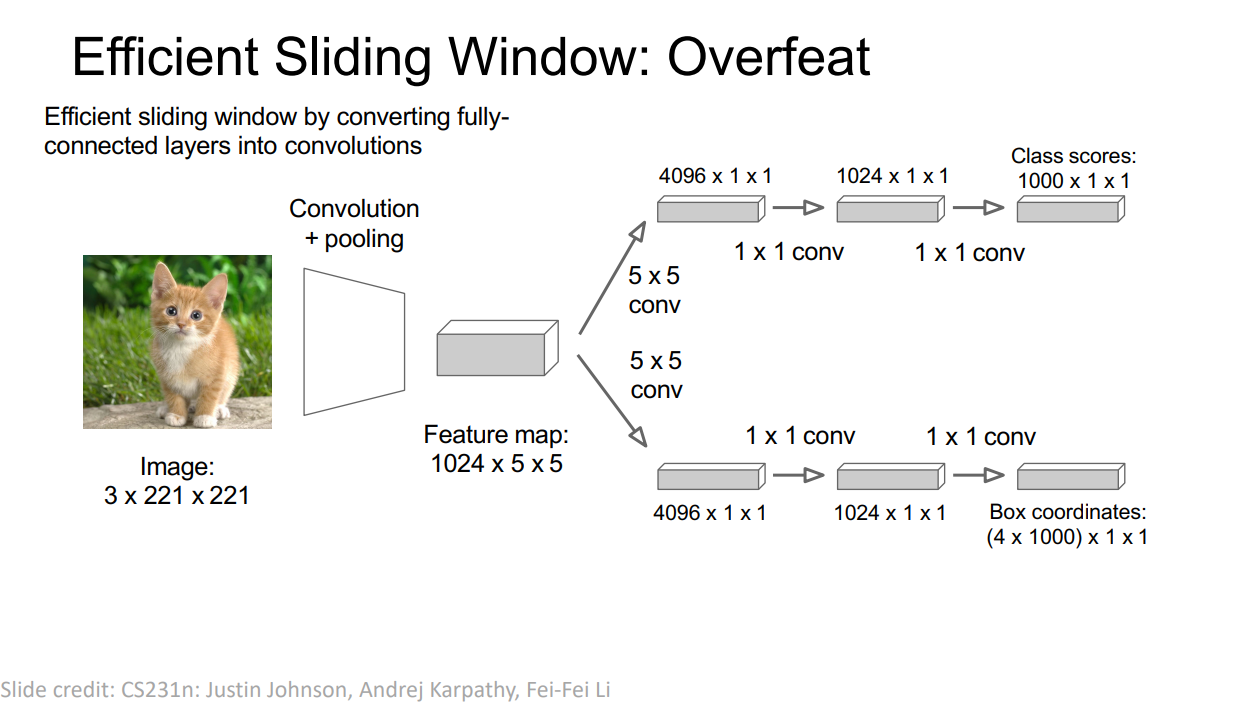 Efficient Sliding Window: Overfeat
Efficient sliding window by converting fully-
connected layers into convolutions
Convolution
+ pooling
Image:
3 x 221 x 221
Feature map:
1024 x 5 x 5
5 x 5
conv
4096 x 1 x 1
1 x 1 conv
1024 x 1 x 1
1 x 1 conv
Class scores:
1000 x 1 x 1
5 x 5
conv
4096 x 1 x 1
1 x 1 conv
1024 x 1 x 1
1 x 1 conv
Box coordinates:
(4 x 1000) x 1 x 1
Slide credit: CS231n: Justin Johnson, Andrej Karpathy, Fei-Fei Li